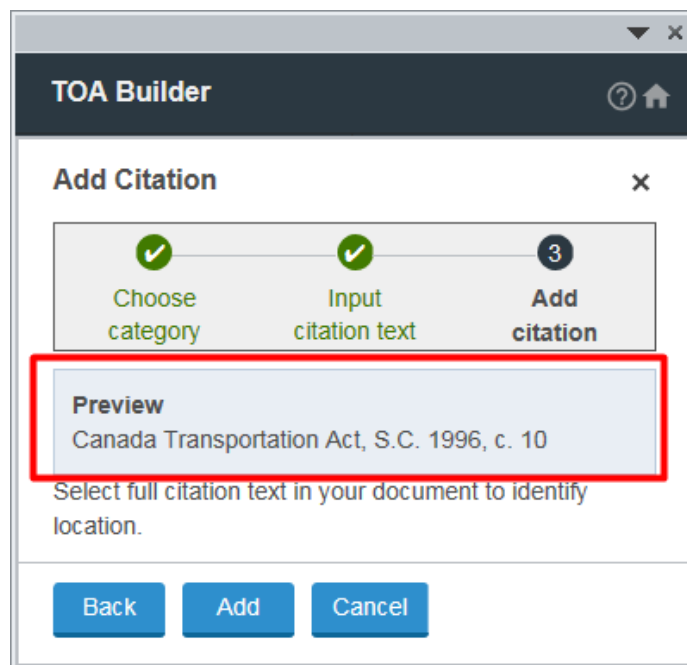 TOA Builder
Add Citation
3
Choose category
Input citation text
Add citation
Preview
Canada Transportation Act, S.C. 1996, c. 10
Select full citation text in your document to identify
location.
Back Add Cancel